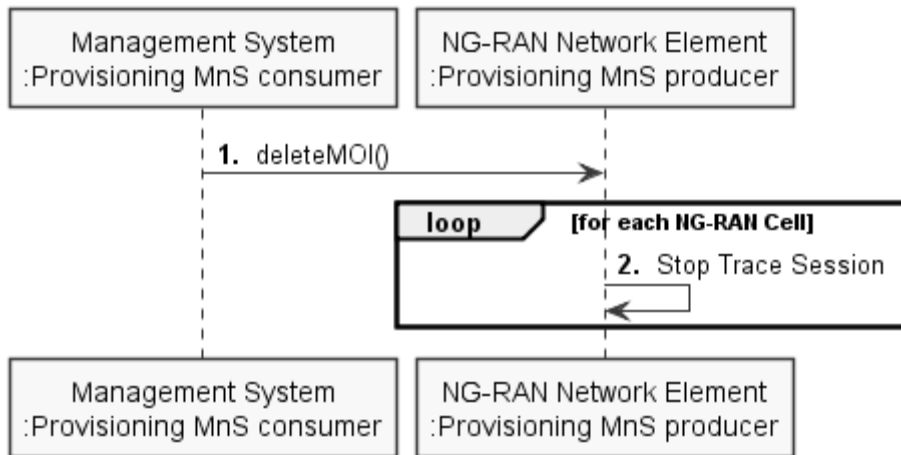 Management System
:Provisioning MnS consumer
NG-RAN Network Element
:Provisioning MnS producer
1. deleteMOI()
loop [for each NG-RAN Cell]
2. Stop Trace Session
Management System
:Provisioning MnS consumer
NG-RAN Network Element
:Provisioning MnS producer